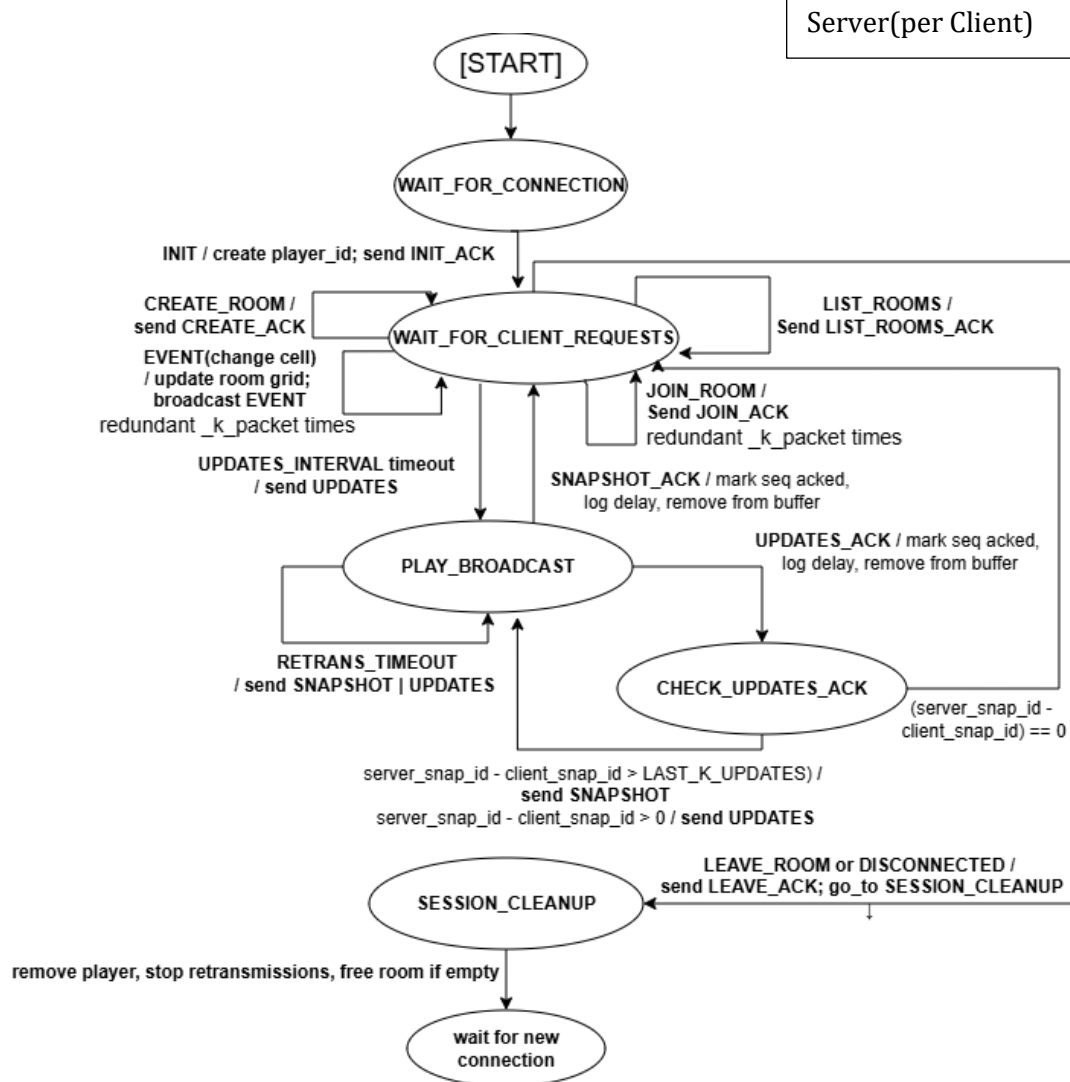 Server(per Client)
[START]
WAIT_FOR_CONNECTION
INIT / create player_id; send INIT_ACK
CREATE_ROOM /
send CREATE_ACK
LIST_ROOMS /
Send LIST_ROOMS_ACK
WAIT_FOR_CLIENT_REQUESTS
EVENT(change cell)
/ update room grid;
broadcast EVENT
redundant _k_packet times
JOIN_ROOM /
Send JOIN_ACK
redundant _k_packet times
UPDATES_INTERVAL timeout
/ send UPDATES
SNAPSHOT_ACK / mark seq acked,
log delay, remove from buffer
UPDATES_ACK / mark seq acked,
log delay, remove from buffer
PLAY_BROADCAST
RETRANS_TIMEOUT
/ send SNAPSHOT | UPDATES
CHECK_UPDATES_ACK
(server_snap_id -
client_snap_id) == 0
server_snap_id - client_snap_id > LAST_K_UPDATES) /
send SNAPSHOT
server_snap_id - client_snap_id > 0 / send UPDATES
LEAVE_ROOM or DISCONNECTED /
send LEAVE_ACK; go_to SESSION_CLEANUP
SESSION_CLEANUP
remove player, stop retransmissions, free room if empty
wait for new
connection